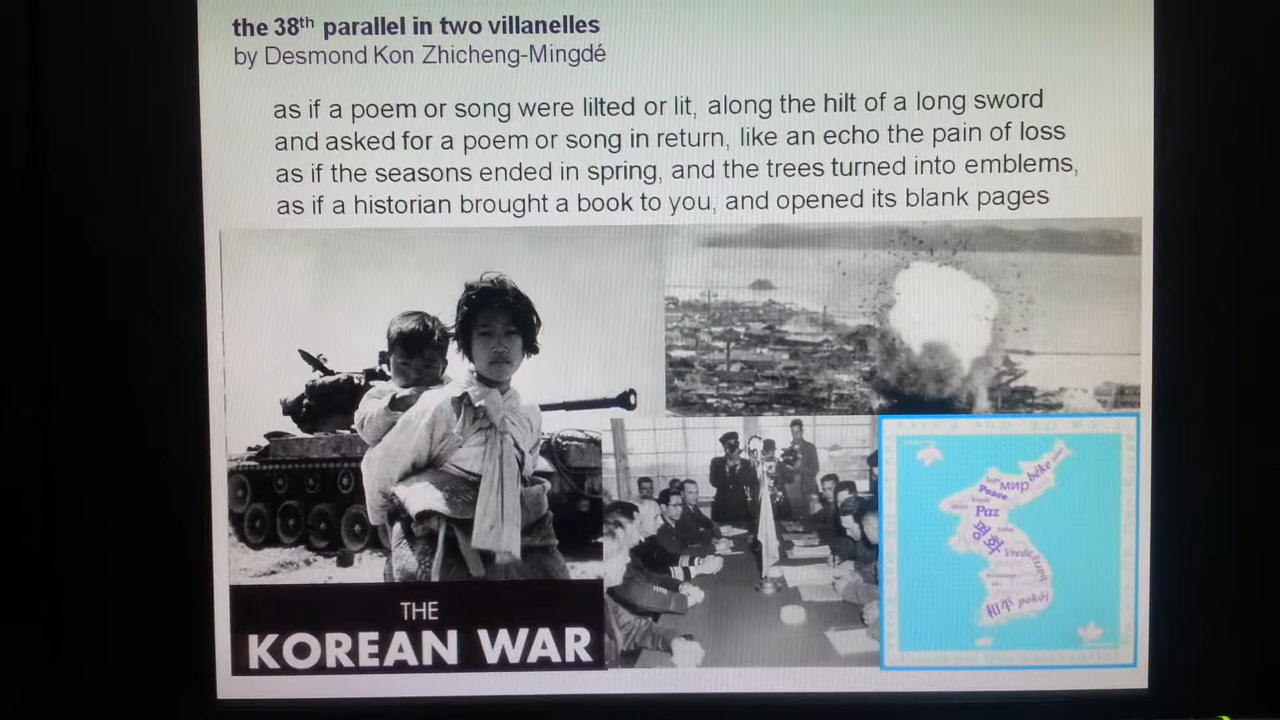 the 38th parallel in two villanelles
by Desmond Kon Zhicheng-Mingdé
as if a poem or song were lilted or lit, along the hilt of a long sword
and asked for a poem or song in return, like an echo the pain of loss
as if the seasons ended in spring, and the trees turned into emblems,
as if a historian brought a book to you, and opened its blank pages
THE
KOREAN WAR
béke
мир
Peace
Paz
평화
Vrede
baris
和平 pokój